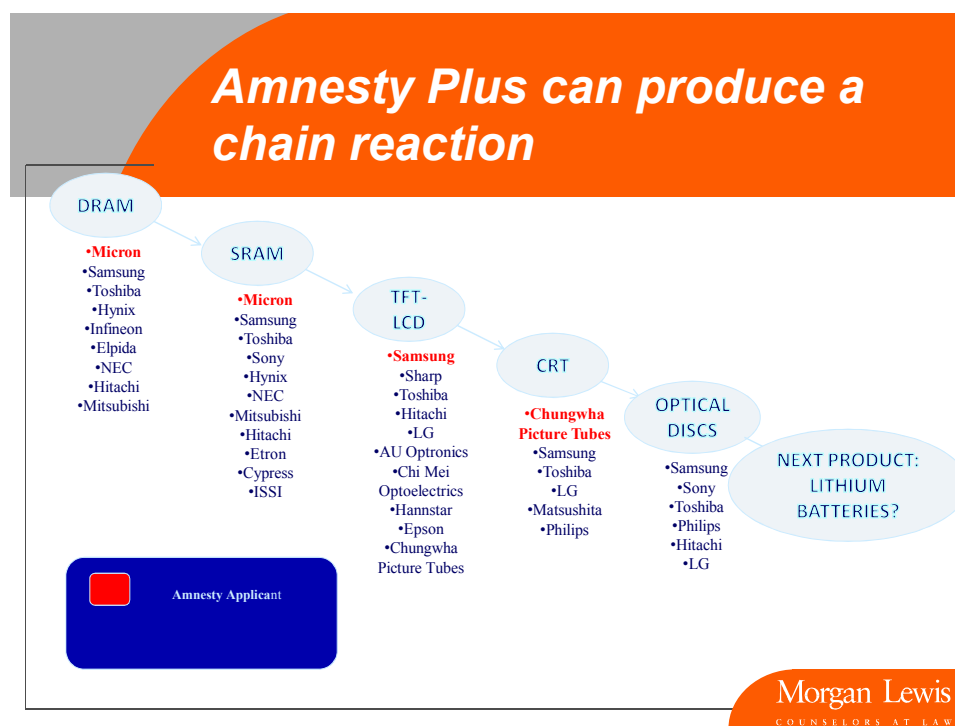 Amnesty Plus can produce a
chain reaction
DRAM
•Micron
•Samsung
•Toshiba
•Hynix
•Infineon
•Elpida
•NEC
•Hitachi
•Mitsubishi
SRAM
•Micron
•Samsung
•Toshiba
•Sony
•Hynix
•NEC
•Mitsubishi
•Hitachi
•Etron
•Cypress
•ISSI
TFT-
LCD
•Samsung
•Sharp
•Toshiba
•Hitachi
•LG
•AU Optronics
•Chi Mei
Optoelectrics
•Hannstar
•Epson
•Chungwha
Picture Tubes
CRT
•Chungwha
Picture Tubes
•Samsung
•Toshiba
•LG
•Matsushita
•Philips
OPTICAL
DISCS
•Samsung
•Sony
•Toshiba
•Philips
•Hitachi
•LG
NEXT PRODUCT:
LITHIUM
BATTERIES?
Amnesty Applicant
Morgan Lewis
COUNSELORS AT LAW